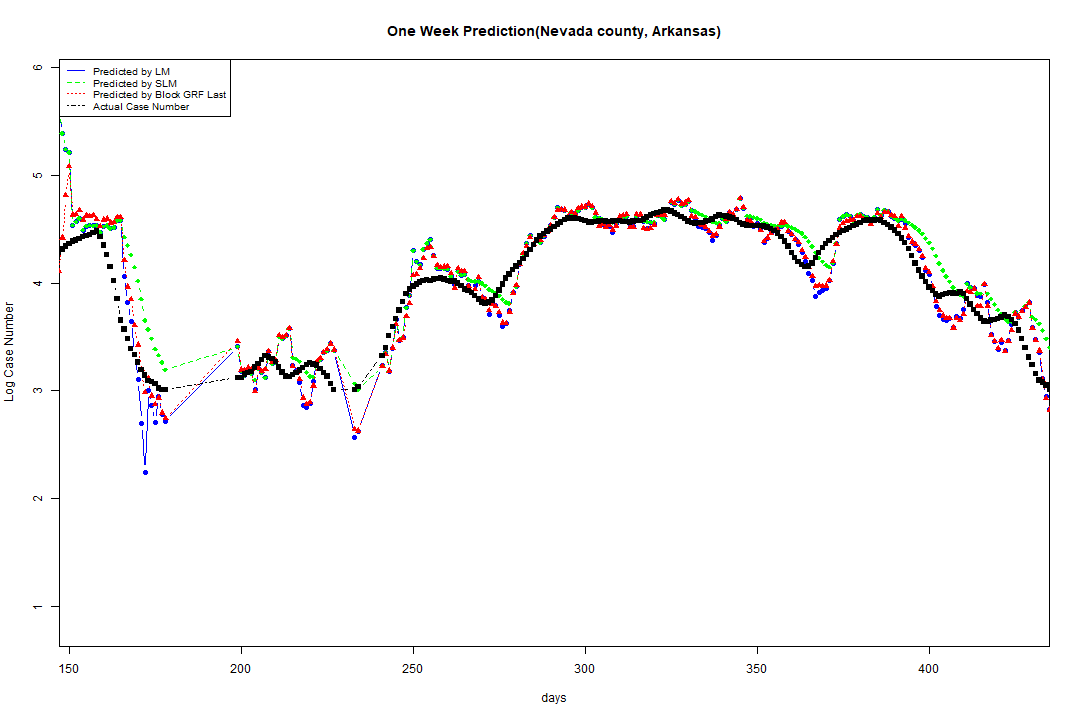 One Week Prediction(Nevada county, Arkansas)
Predicted by LM
Predicted by SLM
Predicted by Block GRF Last
Actual Case Number
6
5
4
3
2
1
Log Case Number
150
200
250
300
350
400
days